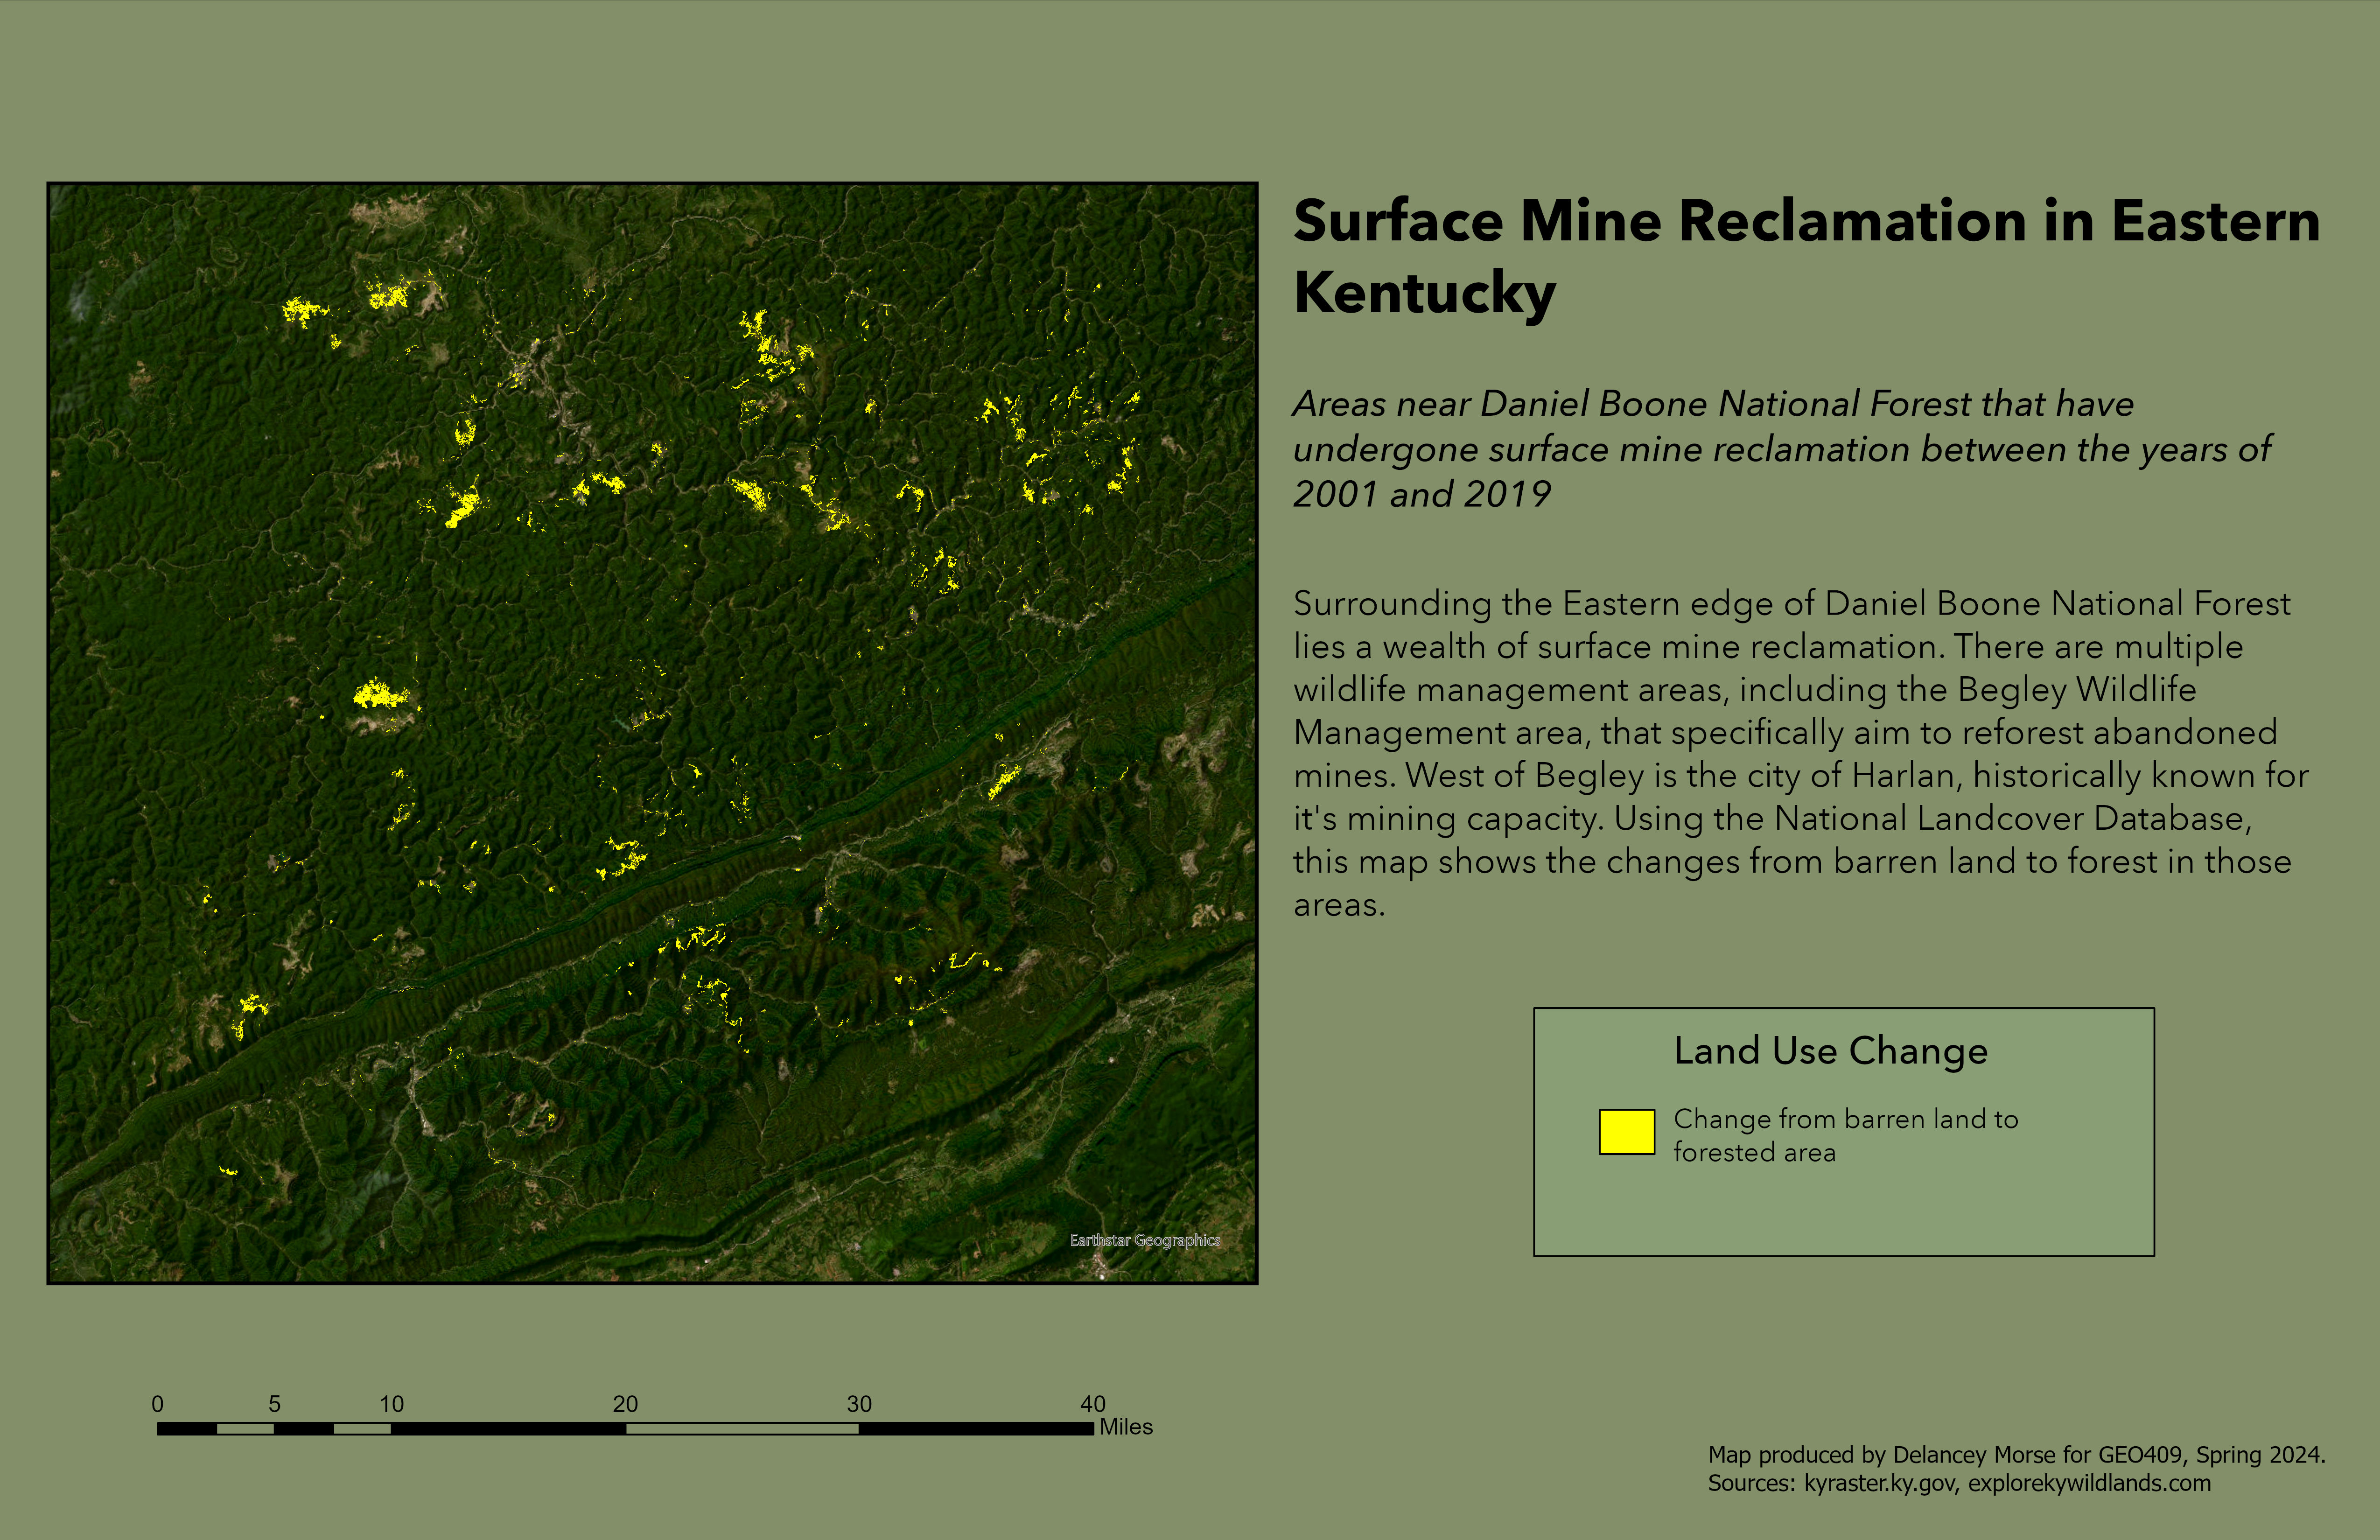 Surface Mine Reclamation in Eastern
Kentucky
Areas near Daniel Boone National Forest that have
undergone surface mine reclamation between the years of
2001 and 2019
Surrounding the Eastern edge of Daniel Boone National Forest
lies a wealth of surface mine reclamation. There are multiple
wildlife management areas, including the Begley Wildlife
Management area, that specifically aim to reforest abandoned
mines. West of Begley is the city of Harlan, historically known for
it's mining capacity. Using the National Landcover Database,
this map shows the changes from barren land to forest in those
areas.
Land Use Change
Change from barren land to
forested area
Earthstar Geographics
0 5 10 20 30 40
Miles
Map produced by Delancey Morse for GEO409, Spring 2024.
Sources: kyraster.ky.gov, explorekywildlands.com